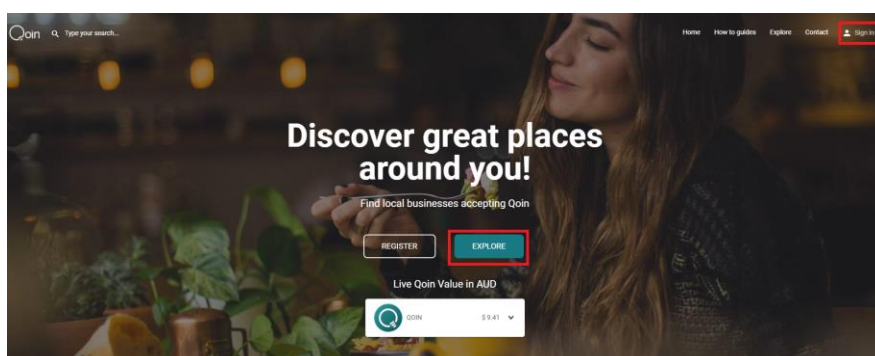 Qoin
Type your search...
Home How to guides Explore Contact Sign in
Discover great places
around you!
Find local businesses accepting Qoin
REGISTER EXPLORE
Live Qoin Value in AUD
QOIN $ 9.41